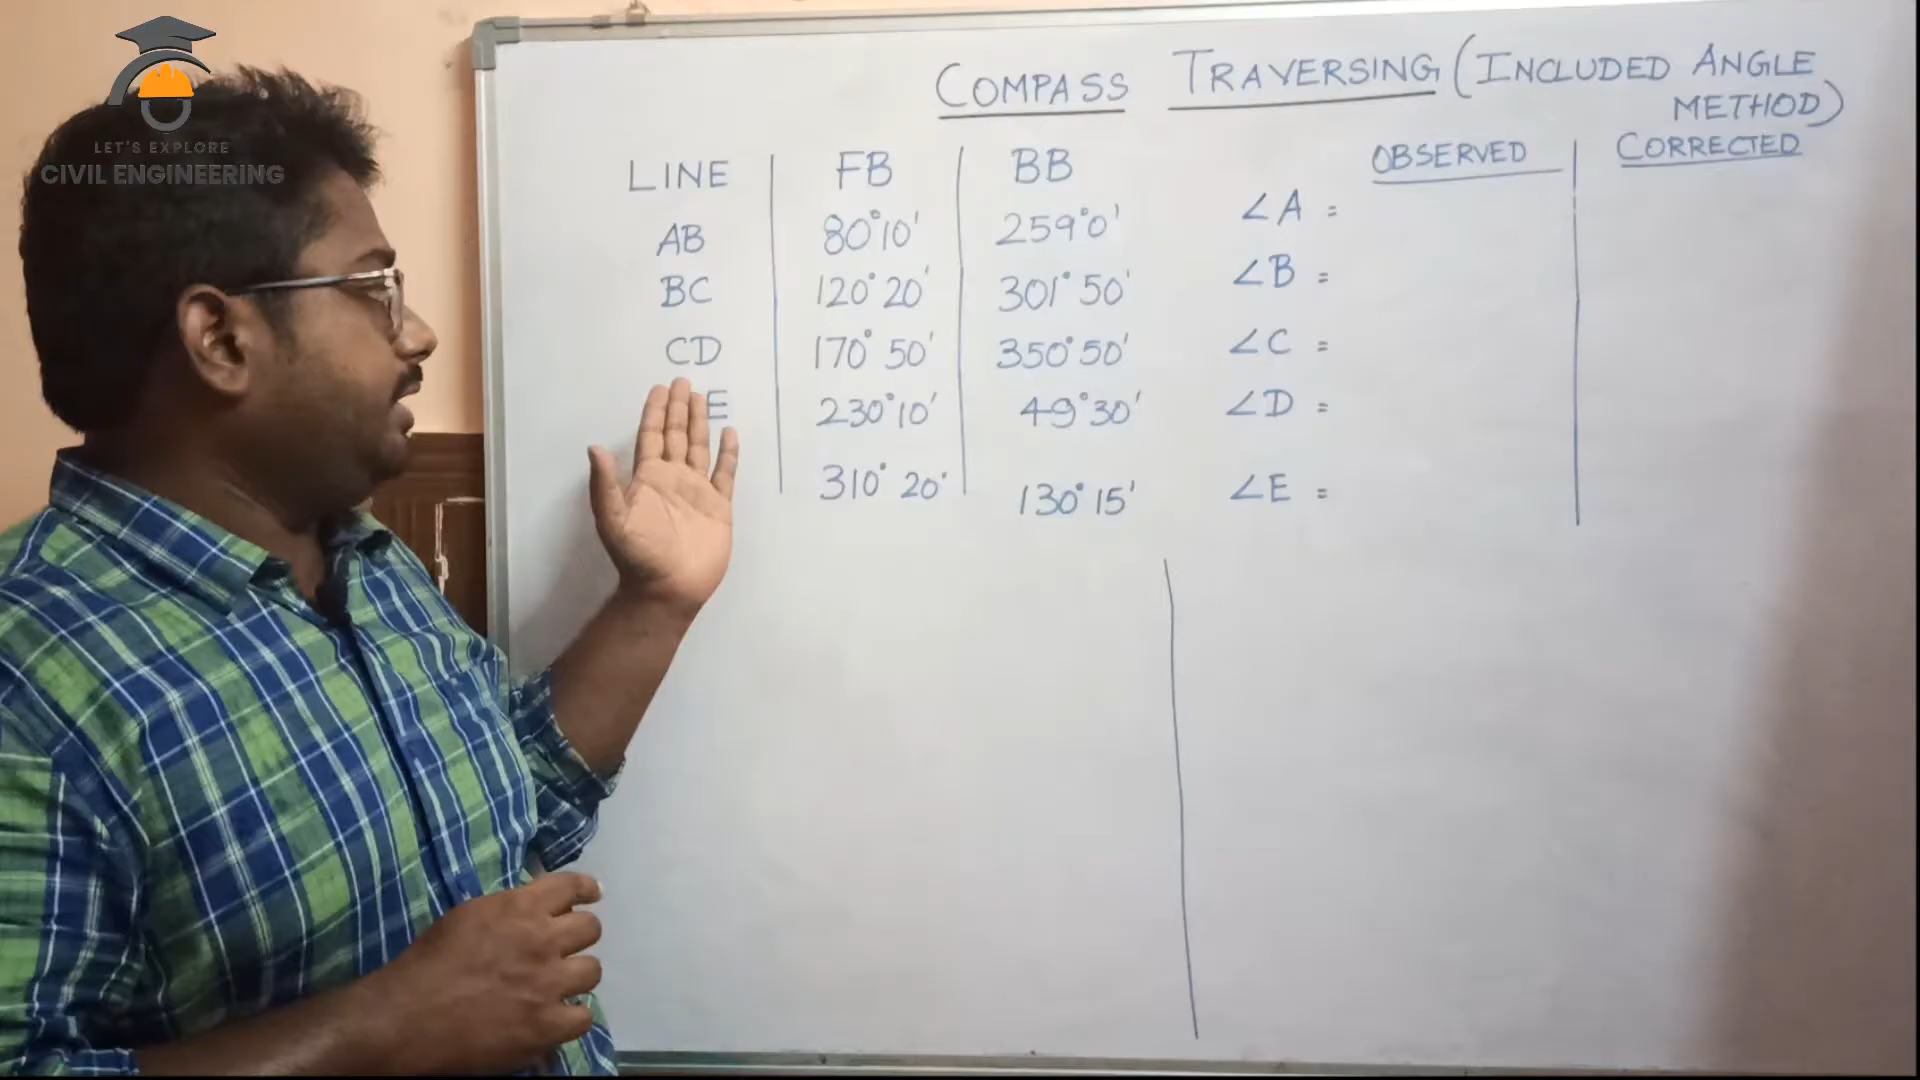 LET'S EXPLORE
CIVIL ENGINEERING
COMPASS TRAVERSING (INCLUDED ANGLE
METHOD)
LINE FB BB OBSERVED CORRECTED
AB 80°10' 259°0' ∠A =
BC 120°20' 301°50' ∠B =
CD 170°50' 350°50' ∠C =
E 230°10' 49°30' ∠D =
310°20' 130°15' ∠E =